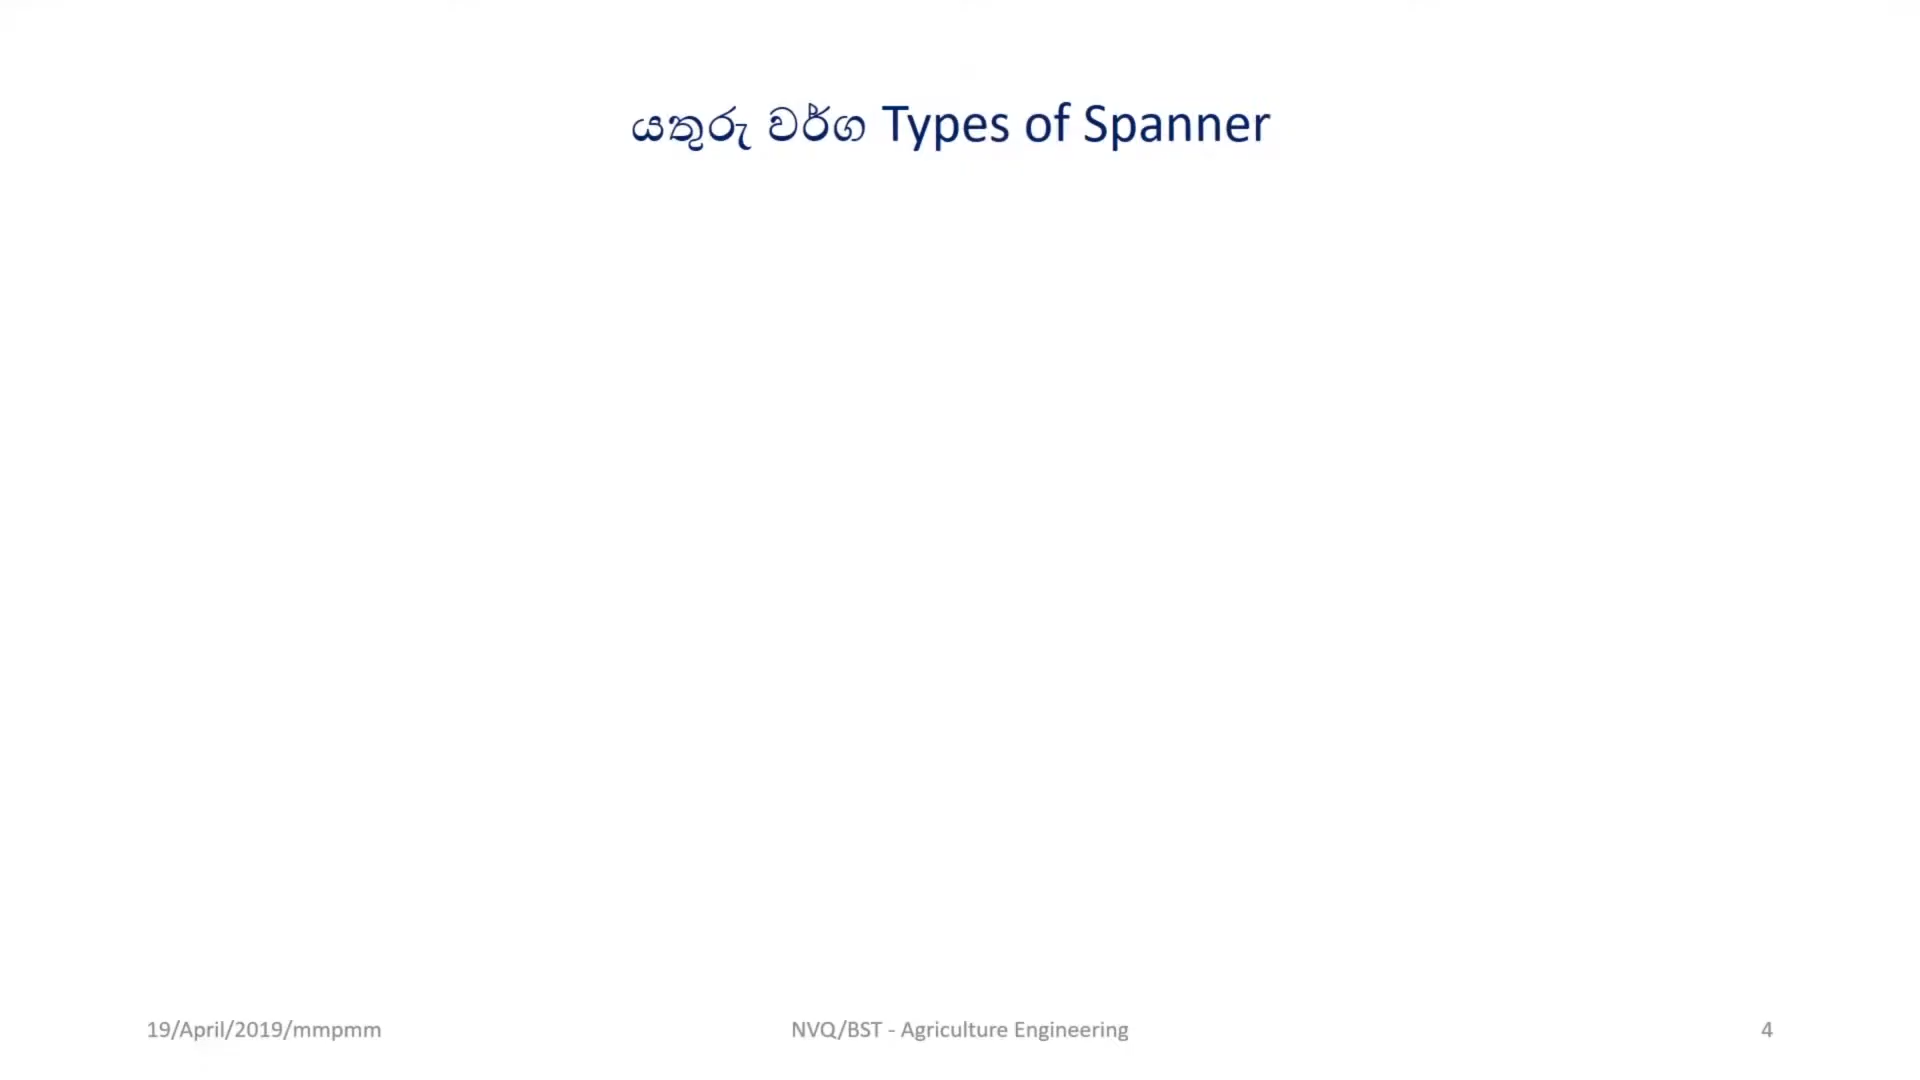 යතුරු වර්ග Types of Spanner
19/April/2019/mmpmm
NVQ/BST - Agriculture Engineering
4